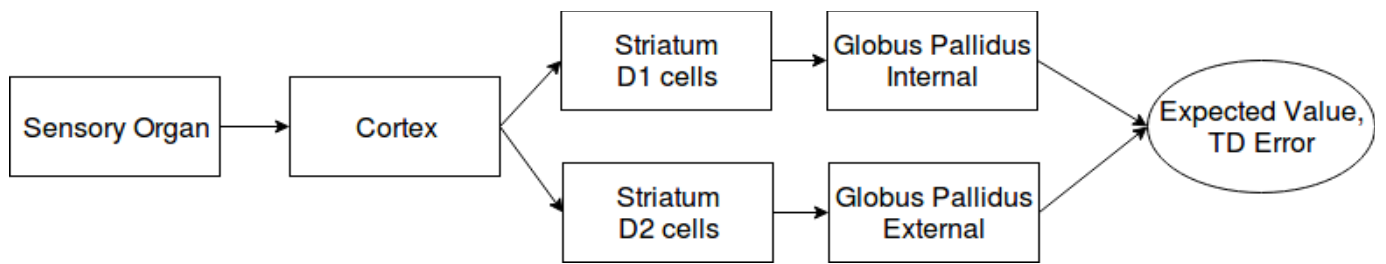 Sensory Organ
Cortex
Striatum
D1 cells
Globus Pallidus
Internal
Striatum
D2 cells
Globus Pallidus
External
Expected Value,
TD Error